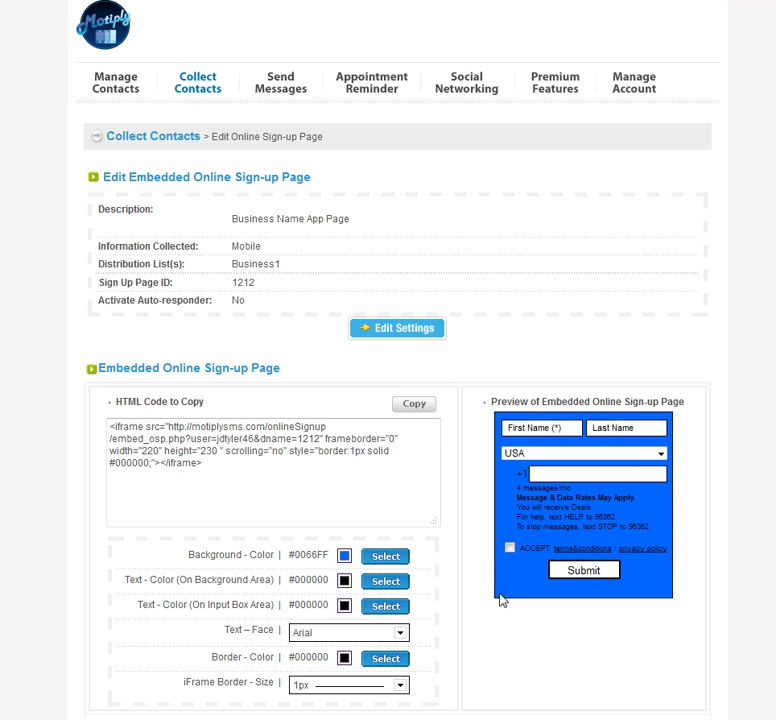 Motiply
Manage Contacts
Collect Contacts
Send Messages
Appointment Reminder
Social Networking
Premium Features
Manage Account
Collect Contacts > Edit Online Sign-up Page
Edit Embedded Online Sign-up Page
Description:
Business Name App Page
Information Collected: Mobile
Distribution List(s): Business1
Sign Up Page ID: 1212
Activate Auto-responder: No
Edit Settings
Embedded Online Sign-up Page
HTML Code to Copy
Copy
<iframe src="http://motiplysms.com/onlineSignup
/embed_osp.php?user=jdtyler46&dname=1212" frameborder="0"
width="220" height="230 " scrolling="no" style="border:1px solid
#000000;"></iframe>
Background - Color | #0066FF Select
Text - Color (On Background Area) | #000000 Select
Text - Color (On Input Box Area) | #000000 Select
Text – Face | Arial
Border - Color | #000000 Select
iFrame Border - Size | 1px
Preview of Embedded Online Sign-up Page
First Name (*) Last Name
USA
+1
4 messages/mo
Message & Data Rates May Apply.
You will receive Deals
For help, text HELP to 96362
To stop messages, text STOP to 96362
ACCEPT: terms&conditions / privacy policy
Submit